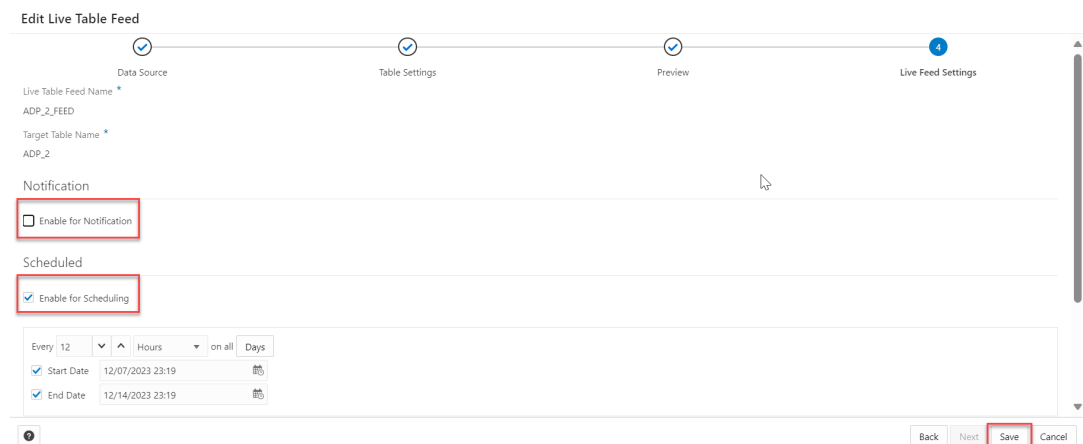 Edit Live Table Feed
4
Data Source Table Settings Preview Live Feed Settings
Live Table Feed Name *
ADP_2_FEED
Target Table Name *
ADP_2
Notification
Enable for Notification
Scheduled
Enable for Scheduling
Every 12 Hours on all Days
Start Date 12/07/2023 23:19
End Date 12/14/2023 23:19
? Back Next Save Cancel